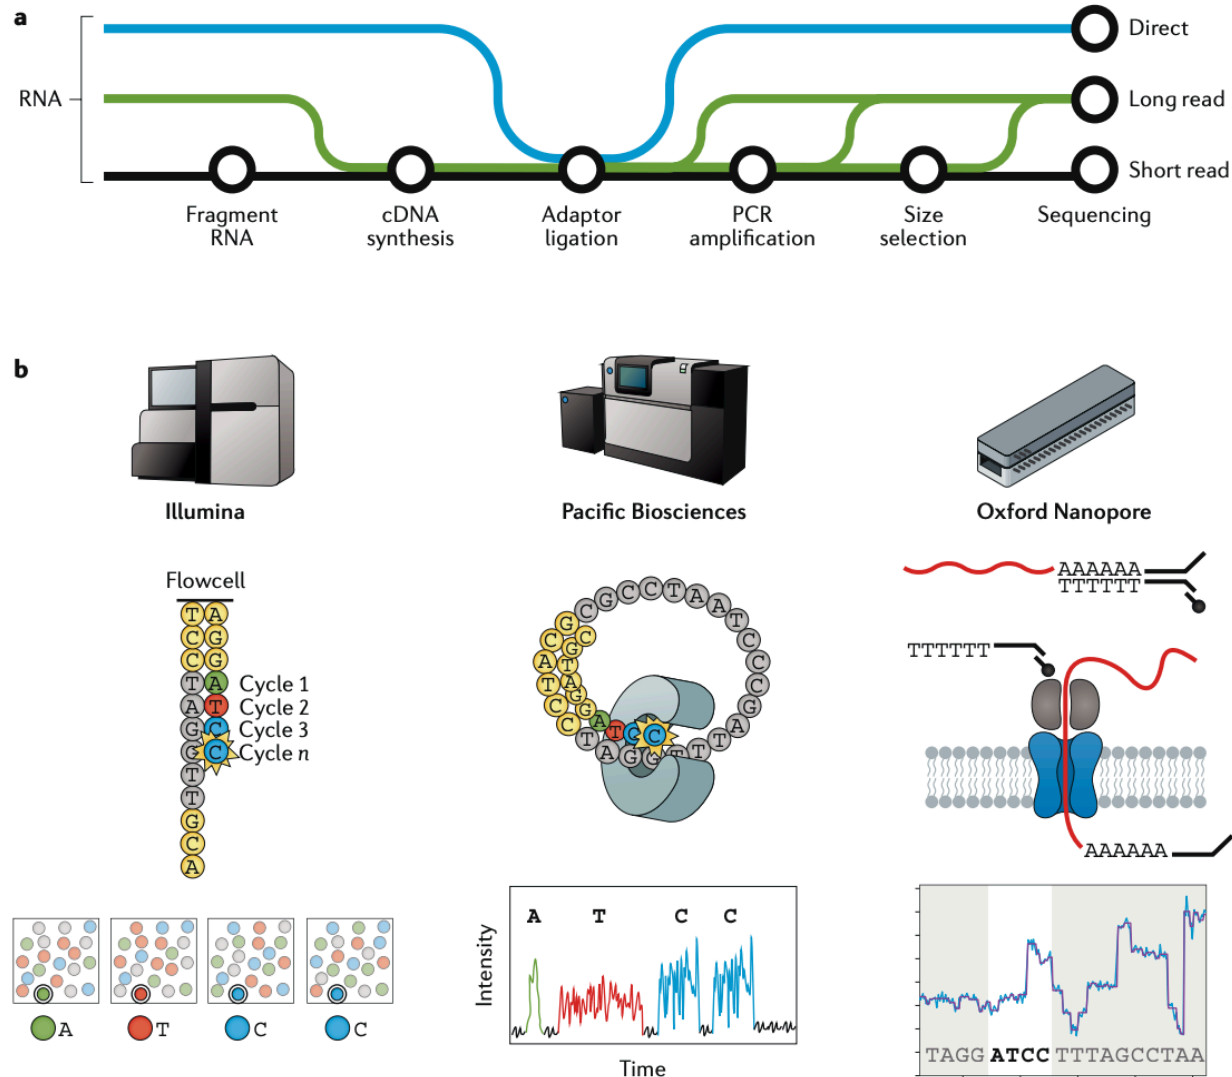 a
RNA
Direct
Long read
Short read
Fragment
RNA
cDNA
synthesis
Adaptor
ligation
PCR
amplification
Size
selection
Sequencing
b
Illumina
Pacific Biosciences
Oxford Nanopore
Flowcell
T A
C G
C G
T A Cycle 1
A T Cycle 2
G C Cycle 3
G C Cycle n
T
T
G
C
A
A
T
C
C
C G C C T A A T C C C G A T T T G G A T C C T A C G
C G T A G G A T C C
A T C C
Intensity
Time
AAAAAA
TTTTTT
TTTTTT
AAAAAA
TAGG ATCC TTTAGCCTAA